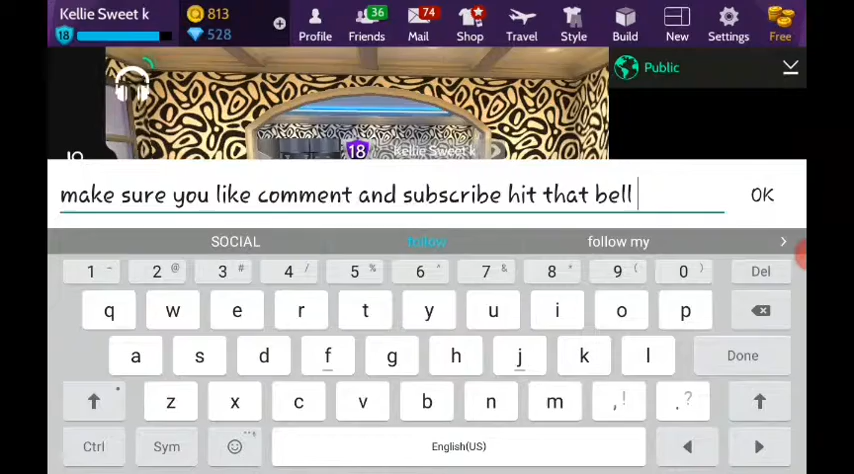 Kellie Sweet k
813
36
74
18
528
Profile
Friends
Mail
Shop
Travel
Style
Build
New
Settings
Free
Public
18
Kellie Sweet k
make sure you like comment and subscribe hit that bell
OK
SOCIAL
follow
follow my
>
1 - 2 @ 3 # 4 / 5 % 6 ^ 7 & 8 * 9 ( 0 ) Del
q w e r t y u i o p
a s d f g h j k l Done
z x c v b n m , ! . ?
Ctrl Sym English(US)